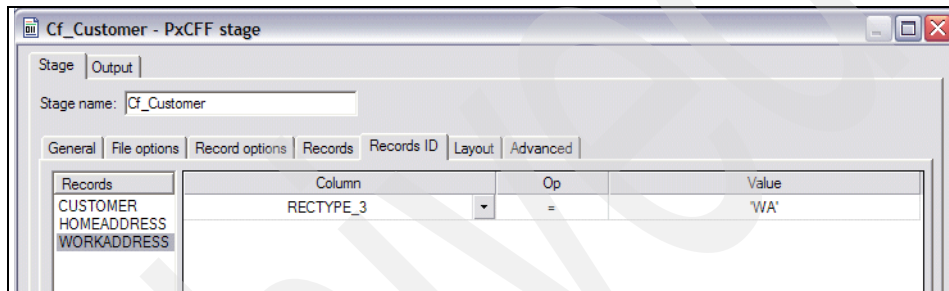 Cf_Customer - PxCFF stage
Stage Output
Stage name: Cf_Customer
General File options Record options Records Records ID Layout Advanced
Records Column Op Value
CUSTOMER RECTYPE_3 = 'WA'
HOMEADDRESS
WORKADDRESS